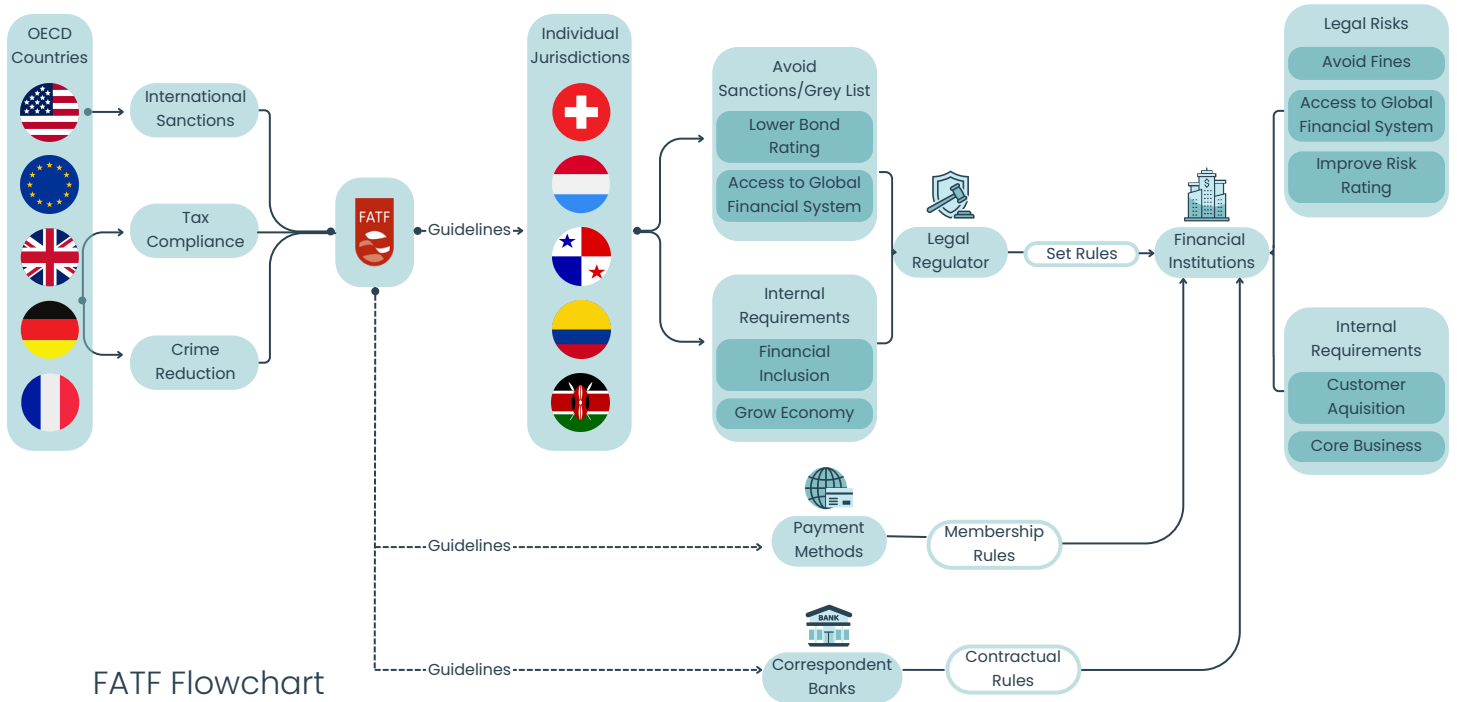 OECD
Countries
International
Sanctions
Tax
Compliance
Crime
Reduction
FATF
Guidelines
Individual
Jurisdictions
Avoid
Sanctions/Grey List
Lower Bond
Rating
Access to Global
Financial System
Internal
Requirements
Financial
Inclusion
Grow Economy
Legal
Regulator
Set Rules
$
Financial
Institutions
Legal Risks
Avoid Fines
Access to Global
Financial System
Improve Risk
Rating
Internal
Requirements
Customer
Aquisition
Core Business
Guidelines
Payment
Methods
Membership
Rules
Guidelines
BANK
Correspondent
Banks
Contractual
Rules
FATF Flowchart